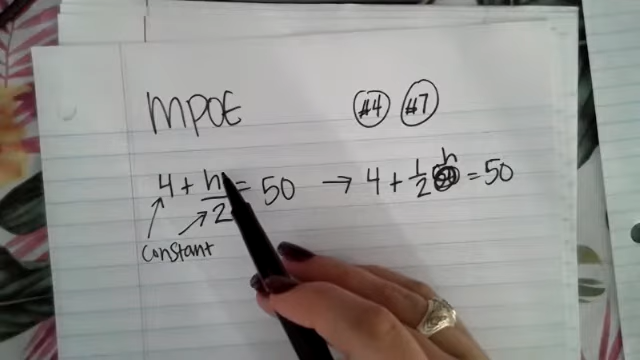 MPOE #4 #7
4 + h/2 = 50 → 4 + 1/2 h = 50
constant